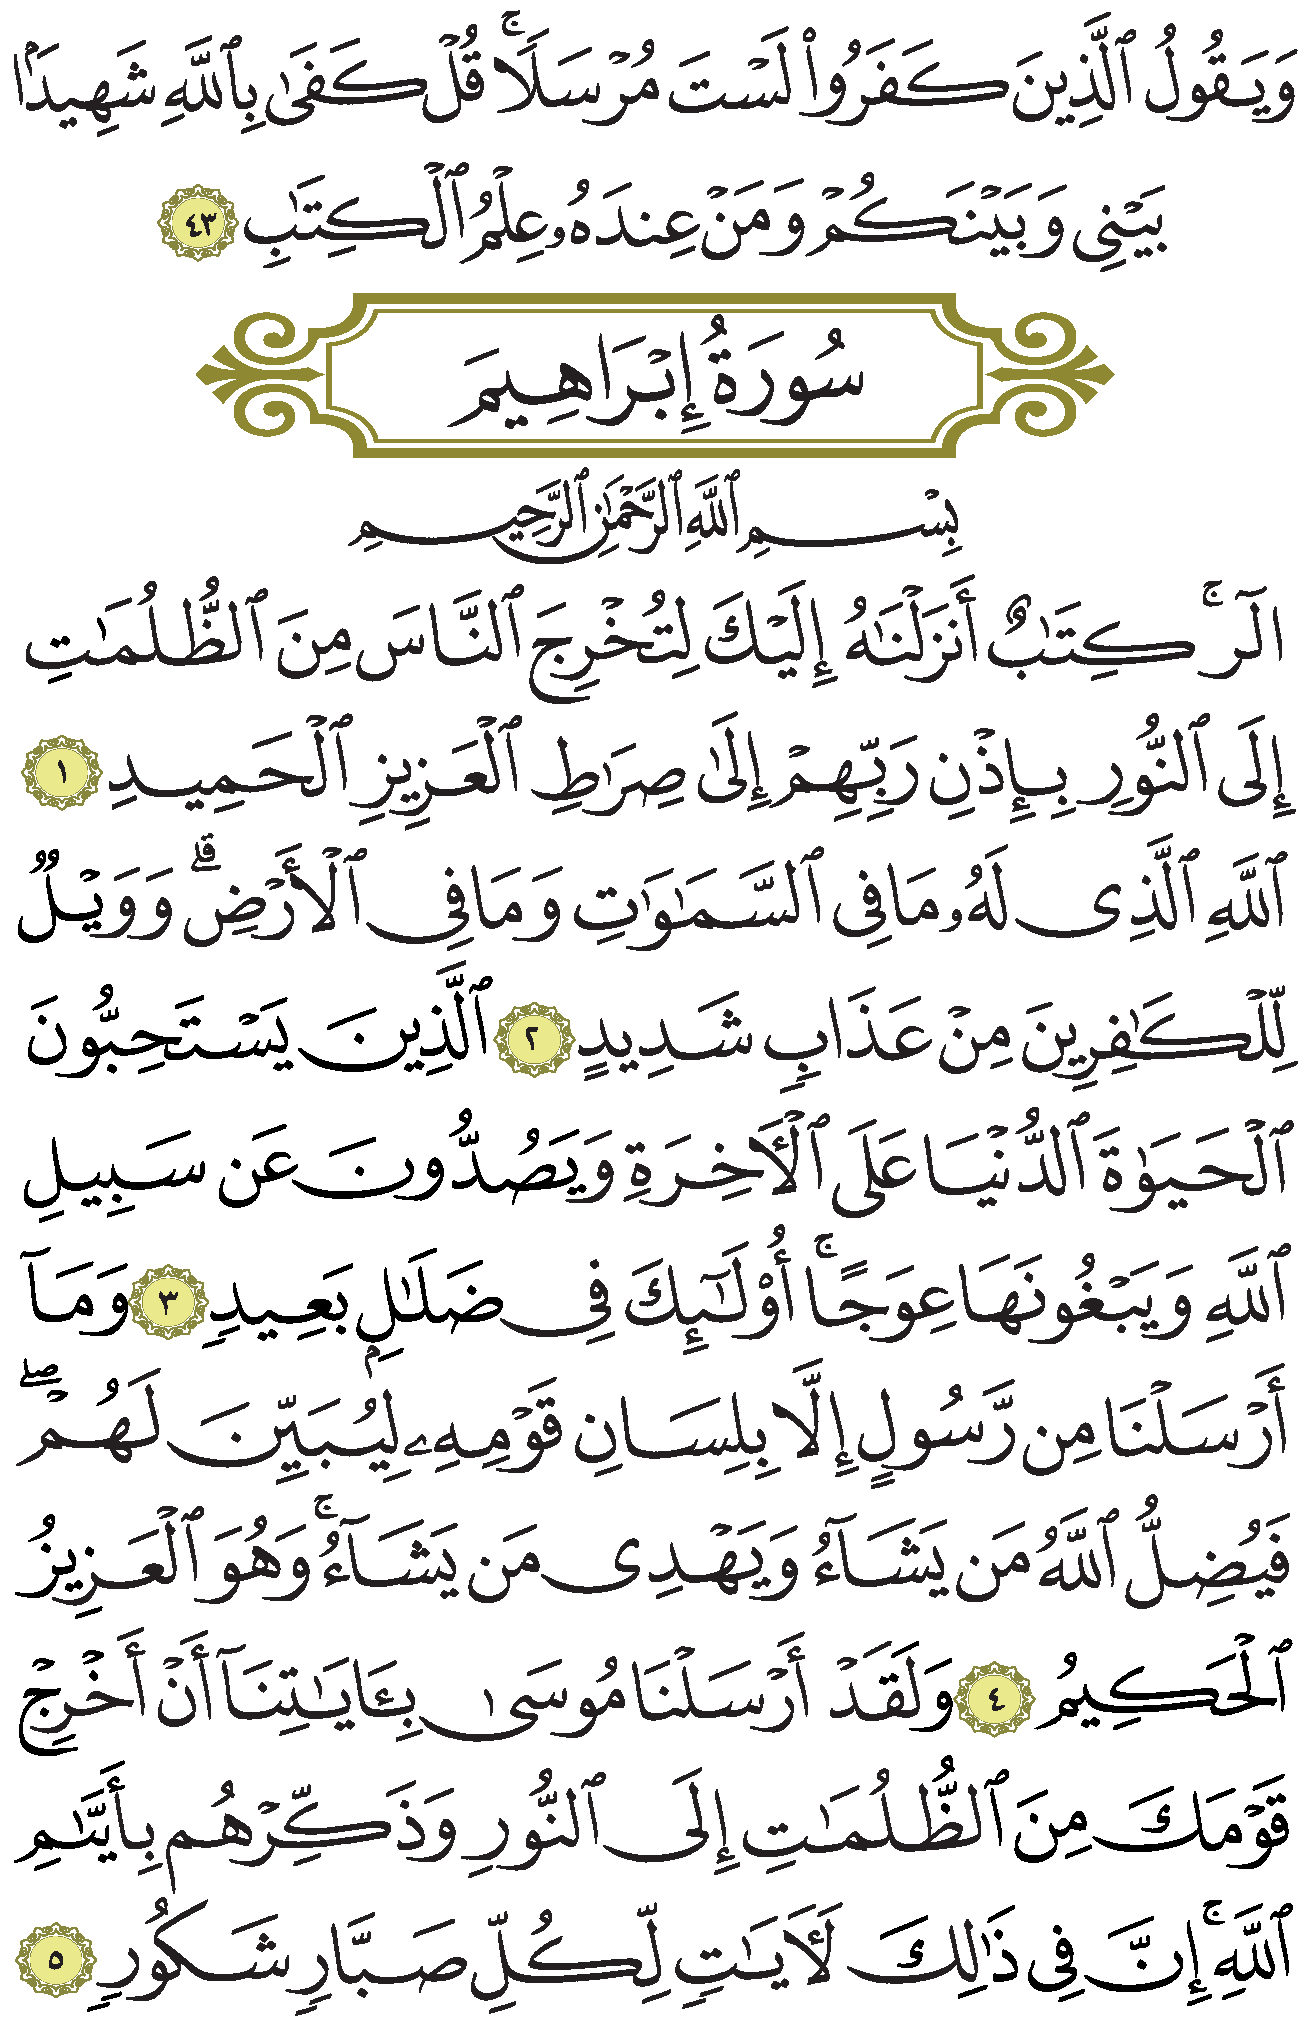 وَيَقُولُ ٱلَّذِينَ كَفَرُواْ لَسۡتَ مُرۡسَلٗاۚ قُلۡ كَفَىٰ بِٱللَّهِ شَهِيدَۢا
بَيۡنِي وَبَيۡنَكُمۡ وَمَنۡ عِندَهُۥ عِلۡمُ ٱلۡكِتَٰبِ ٤٣
سُورَةُ إِبۡرَاهِيمَ
بِسۡمِ ٱللَّهِ ٱلرَّحۡمَٰنِ ٱلرَّحِيمِ
الٓرۚ كِتَٰبٌ أَنزَلۡنَٰهُ إِلَيۡكَ لِتُخۡرِجَ ٱلنَّاسَ مِنَ ٱلظُّلُمَٰتِ
إِلَى ٱلنُّورِ بِإِذۡنِ رَبِّهِمۡ إِلَىٰ صِرَٰطِ ٱلۡعَزِيزِ ٱلۡحَمِيدِ ١
ٱللَّهِ ٱلَّذِي لَهُۥ مَا فِي ٱلسَّمَٰوَٰتِ وَمَا فِي ٱلۡأَرۡضِۗ وَوَيۡلٞ
لِّلۡكَٰفِرِينَ مِنۡ عَذَابٖ شَدِيدٍ ٢ ٱلَّذِينَ يَسۡتَحِبُّونَ
ٱلۡحَيَوٰةَ ٱلدُّنۡيَا عَلَى ٱلۡأٓخِرَةِ وَيَصُدُّونَ عَن سَبِيلِ
ٱللَّهِ وَيَبۡغُونَهَا عِوَجًاۚ أُوْلَٰٓئِكَ فِي ضَلَٰلِۭ بَعِيدٖ ٣ وَمَآ
أَرۡسَلۡنَا مِن رَّسُولٍ إِلَّا بِلِسَانِ قَوۡمِهِۦ لِيُبَيِّنَ لَهُمۡۖ
فَيُضِلُّ ٱللَّهُ مَن يَشَآءُ وَيَهۡدِي مَن يَشَآءُۚ وَهُوَ ٱلۡعَزِيزُ
ٱلۡحَكِيمُ ٤ وَلَقَدۡ أَرۡسَلۡنَا مُوسَىٰ بِـَٔايَٰتِنَآ أَنۡ أَخۡرِجۡ
قَوۡمَكَ مِنَ ٱلظُّلُمَٰتِ إِلَى ٱلنُّورِ وَذَكِّرۡهُم بِأَيَّىٰمِ
ٱللَّهِۚ إِنَّ فِي ذَٰلِكَ لَأٓيَٰتٖ لِّكُلِّ صَبَّارٖ شَكُورٖ ٥